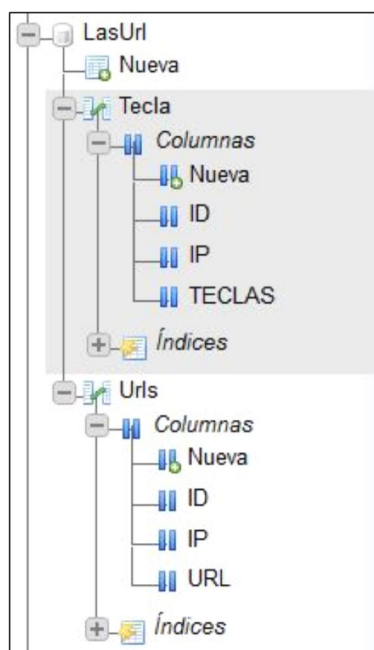 LasUrl
Nueva
Tecla
Columnas
Nueva
ID
IP
TECLAS
Índices
Urls
Columnas
Nueva
ID
IP
URL
Índices